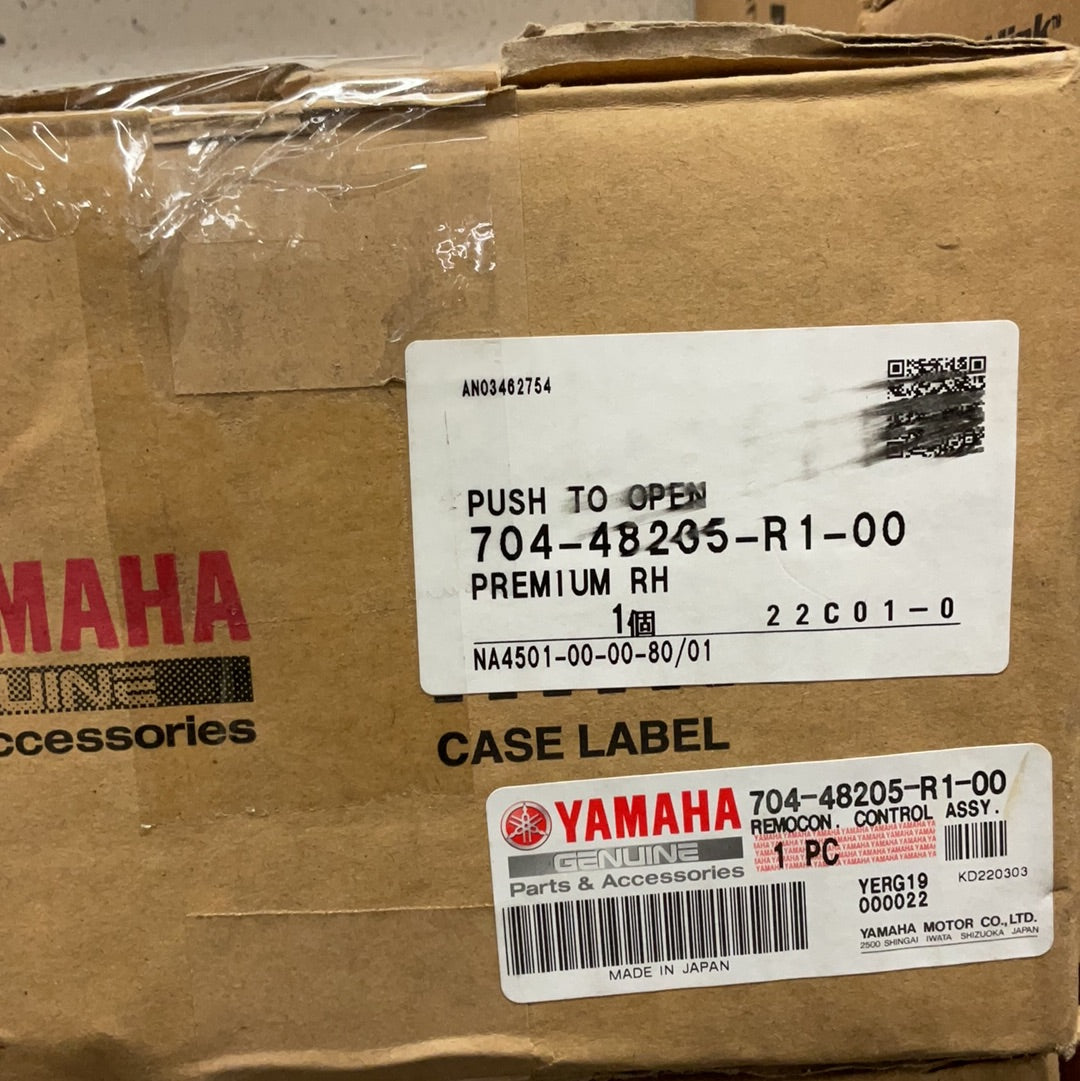 AN03462754
PUSH TO OPEN
704-48205-R1-00
PREMIUM RH
1個 22C01-0
NA4501-00-00-80/01
MAHA
UINE
ccessories
CASE LABEL
YAMAHA
GENUINE
Parts & Accessories
704-48205-R1-00
REMOCON. CONTROL ASSY.
1 PC
YERG19
000022
KD220303
YAMAHA MOTOR CO.,LTD.
2500 SHINGAI IWATA SHIZUOKA JAPAN
MADE IN JAPAN